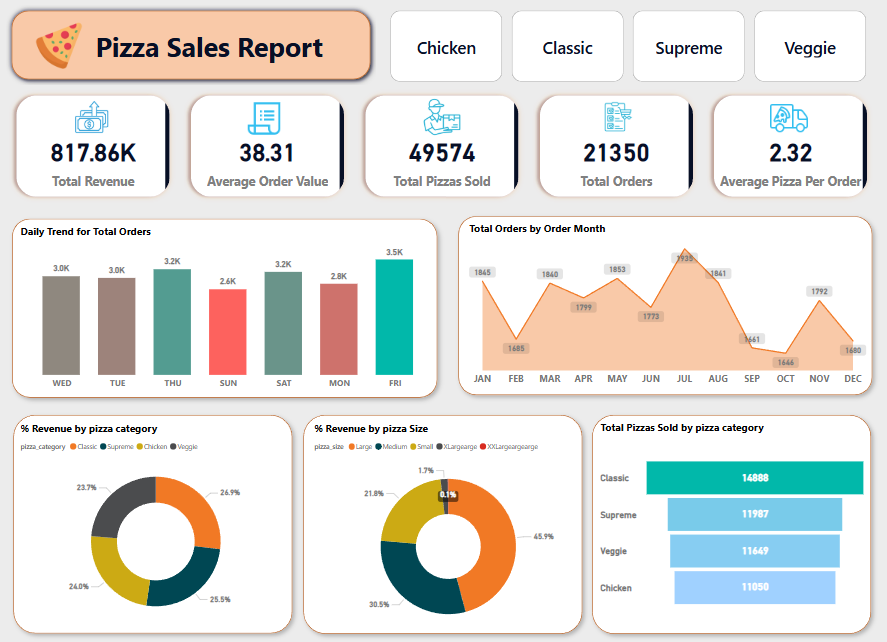 Pizza Sales Report
Chicken
Classic
Supreme
Veggie
817.86K
Total Revenue
38.31
Average Order Value
49574
Total Pizzas Sold
21350
Total Orders
2.32
Average Pizza Per Order
Daily Trend for Total Orders
3.0K
3.0K
3.2K
2.6K
3.2K
2.8K
3.5K
WED
TUE
THU
SUN
SAT
MON
FRI
Total Orders by Order Month
1845
1685
1840
1799
1853
1773
1935
1841
1661
1646
1792
1680
JAN
FEB
MAR
APR
MAY
JUN
JUL
AUG
SEP
OCT
NOV
DEC
% Revenue by pizza category
pizza_category Classic Supreme Chicken Veggie
23.7%
26.9%
24.0%
25.5%
% Revenue by pizza Size
pizza_size Large Medium Small XLargearge XXLargeargearge
1.7%
0.1%
21.8%
45.9%
30.5%
Total Pizzas Sold by pizza category
Classic 14888
Supreme 11987
Veggie 11649
Chicken 11050